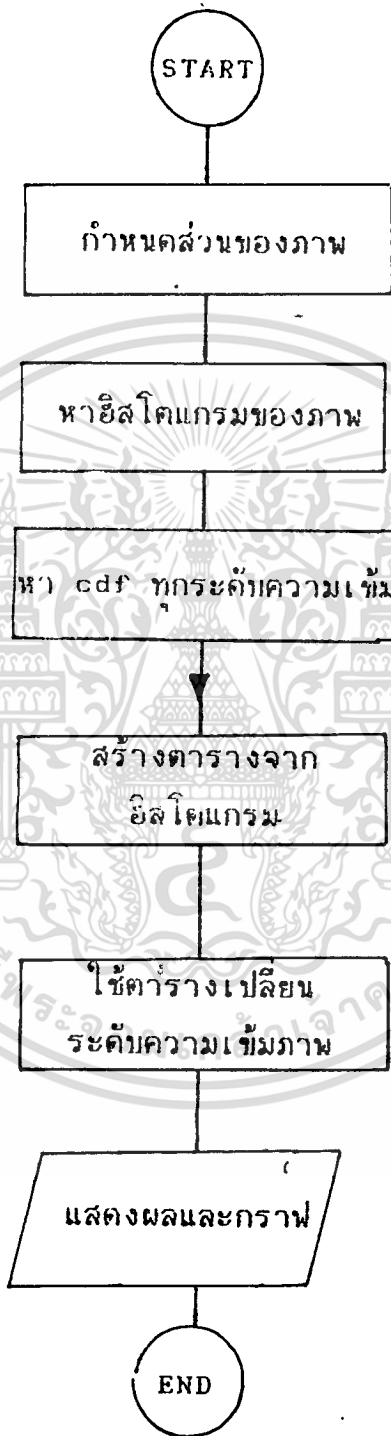 START
กำหนดส่วนของภาพ
หาฮิสโตแกรมของภาพ
หา cdf ทุกระดับความเข้ม
สร้างตารางจาก
ฮิสโตแกรม
ใช้ตารางเปลี่ยน
ระดับความเข้มภาพ
แสดงผลและกราฟ
END